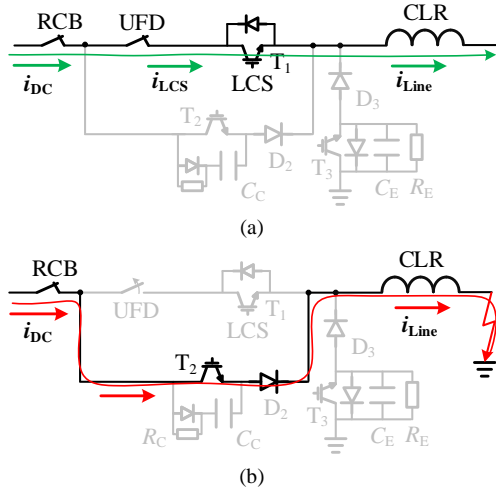 RCB UFD CLR
T1
iDC iLCS LCS iLine
T2 D3
D2 T3
CC CE RE
(a)
RCB CLR
UFD T1
iDC LCS iLine
T2 D3
D2 T3
RC CC CE RE
(b)